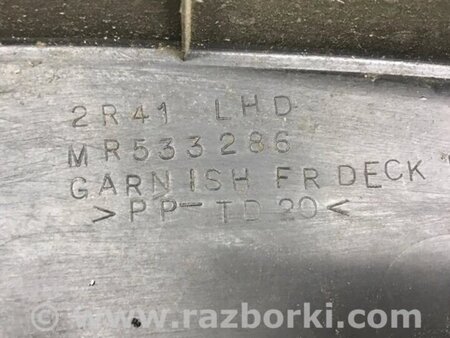 2R41 LHD
MR533286
GARNISH FR DECK
>PP-TD20<
© www.razborki.com